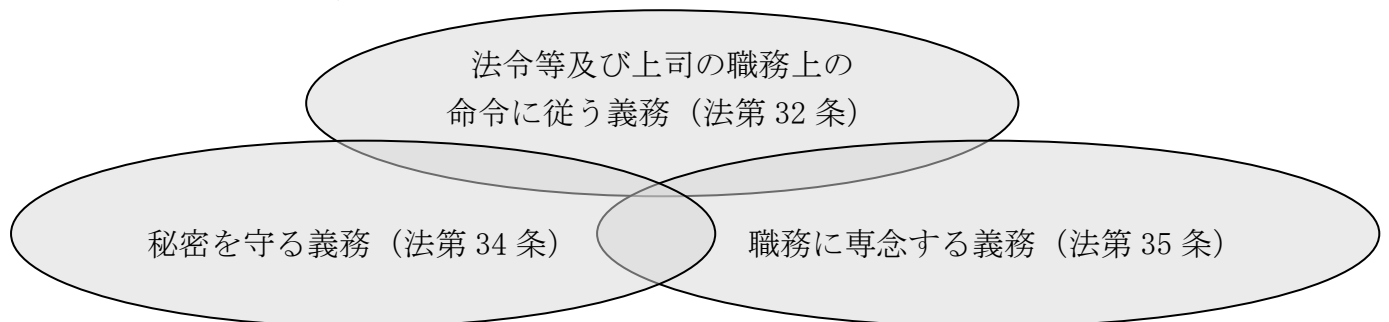 法令等及び上司の職務上の
命令に従う義務（法第 32 条）
秘密を守る義務（法第 34 条）
職務に専念する義務（法第 35 条）